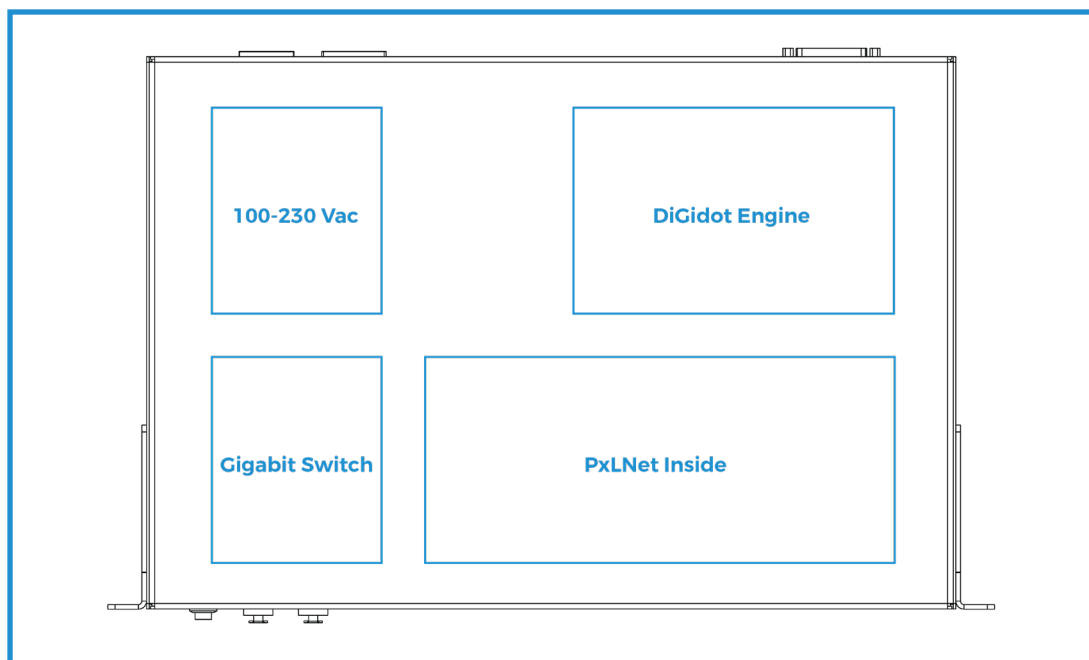 100-230 Vac
DiGidot Engine
Gigabit Switch
PxLNet Inside